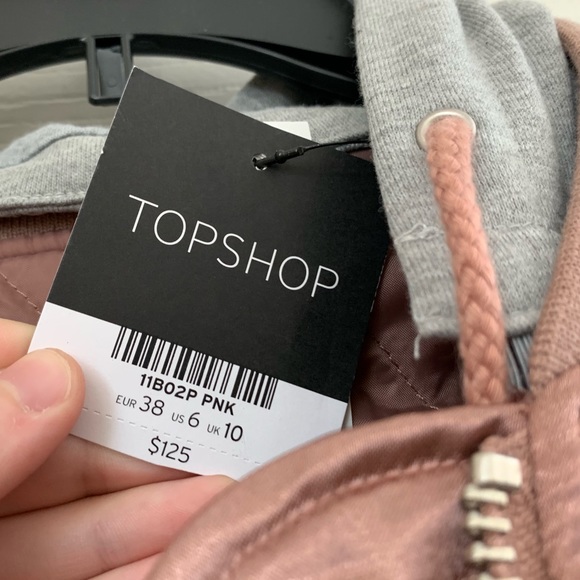 TOPSHOP
11B02P PNK
EUR 38 US 6 UK 10
$125